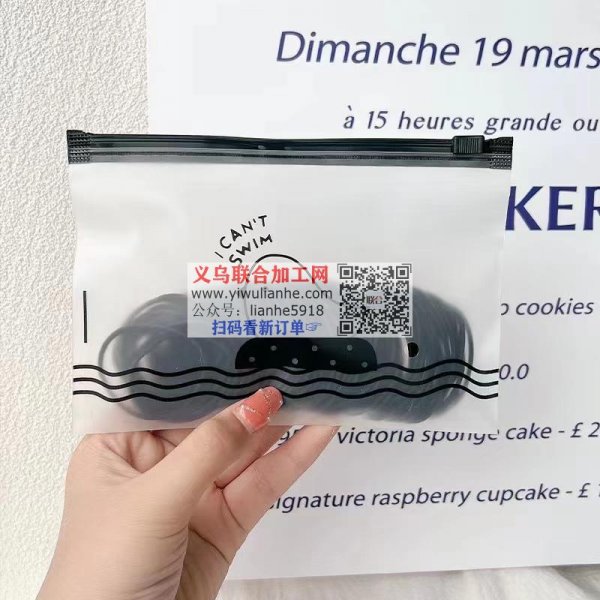 Dimanche 19 mars
à 15 heures grande ou
KER
I CAN'T
SWIM
义乌联合加工网
www.yiwulianhe.com
公众号：lianhe5918
扫码看新订单👉
联合
cookies
0.0
victoria sponge cake - £ 2
signature raspberry cupcake - £